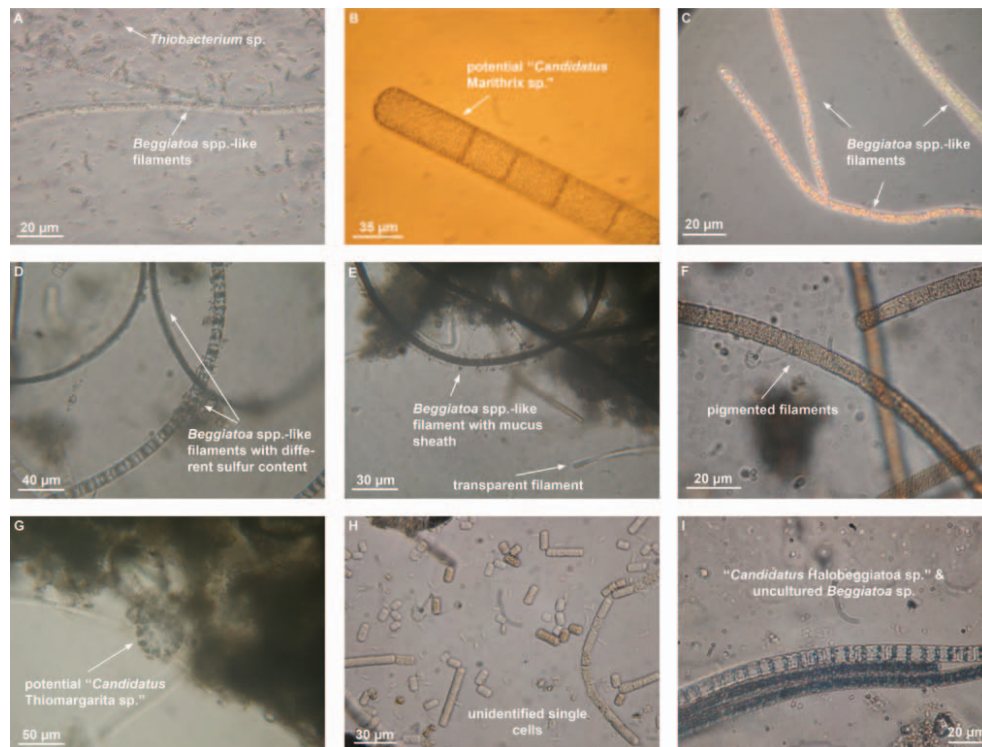 A
Thiobacterium sp.
Beggiatoa spp.-like
filaments
20 µm
B
potential "Candidatus
Marithrix sp."
35 µm
C
Beggiatoa spp.-like
filaments
20 µm
D
Beggiatoa spp.-like
filaments with diffe-
rent sulfur content
40 µm
E
Beggiatoa spp.-like
filament with mucus
sheath
transparent filament
30 µm
F
pigmented filaments
20 µm
G
potential "Candidatus
Thiomargarita sp."
50 µm
H
unidentified single
cells
30 µm
I
"Candidatus Halobeggiatoa sp." &
uncultured Beggiatoa sp.
20 µm